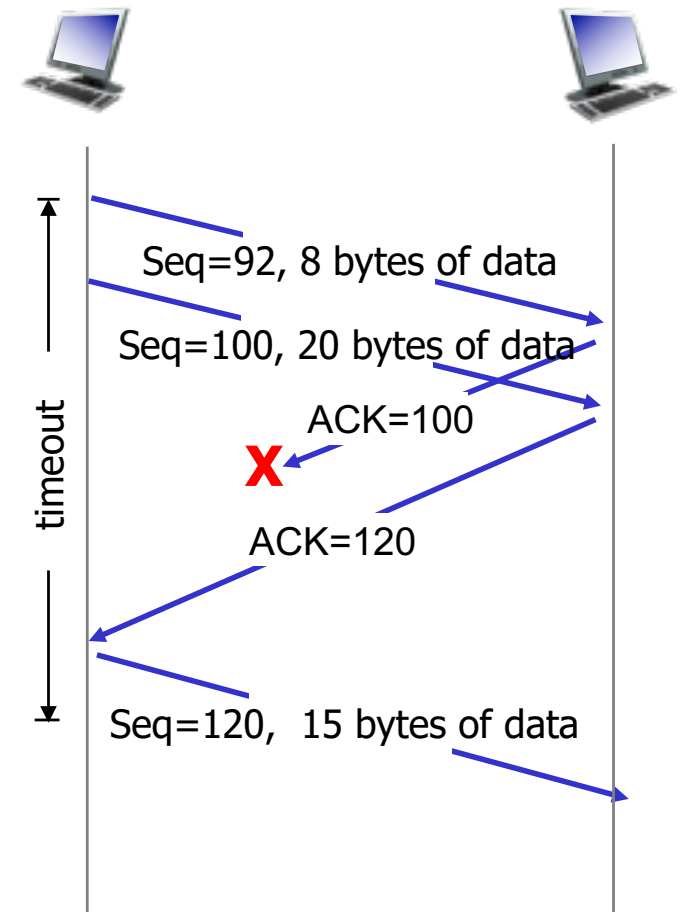 Seq=92, 8 bytes of data
Seq=100, 20 bytes of data
timeout
ACK=100
X
ACK=120
Seq=120, 15 bytes of data